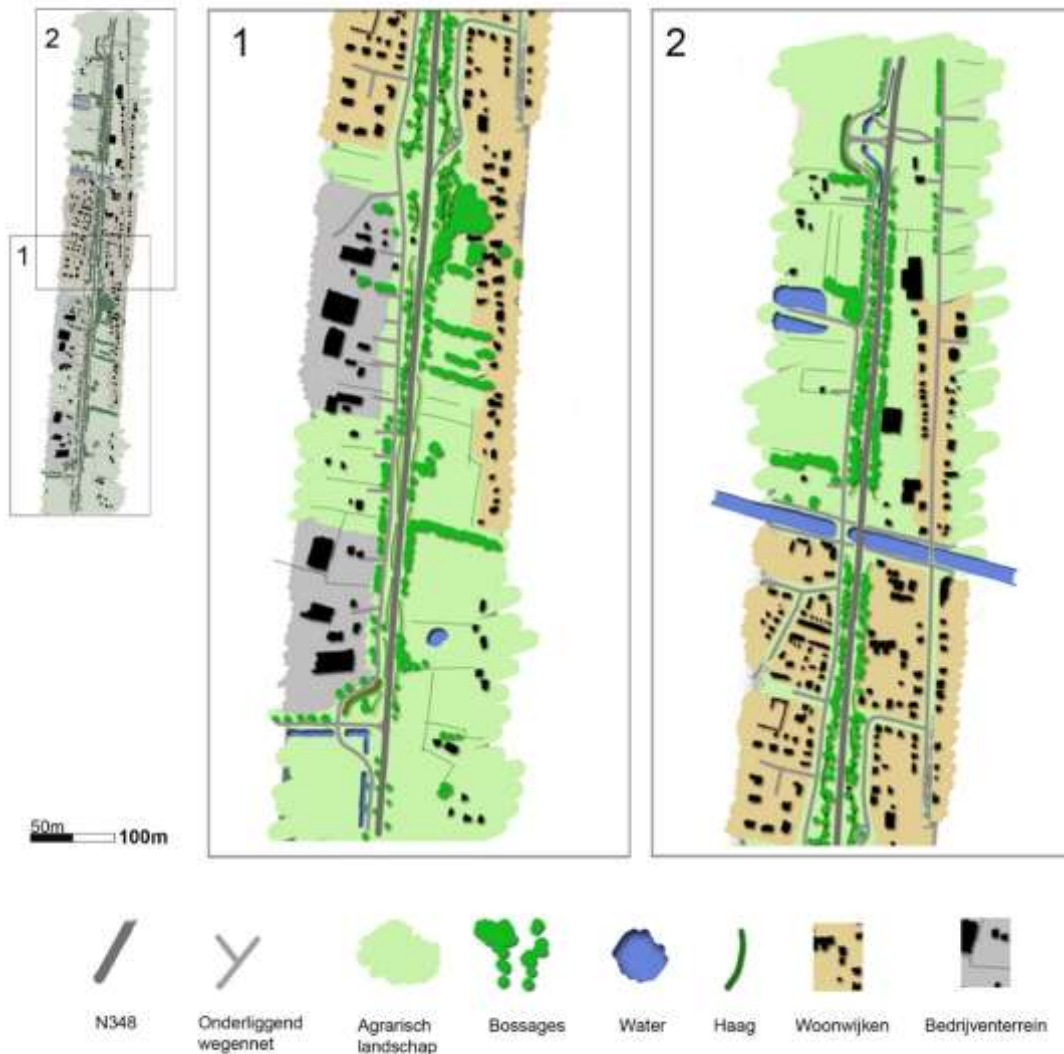 2
1
1
2
50m
100m
N348
Onderliggend
wegennet
Agrarisch
landschap
Bossages
Water
Haag
Woonwijken
Bedrijventerrein